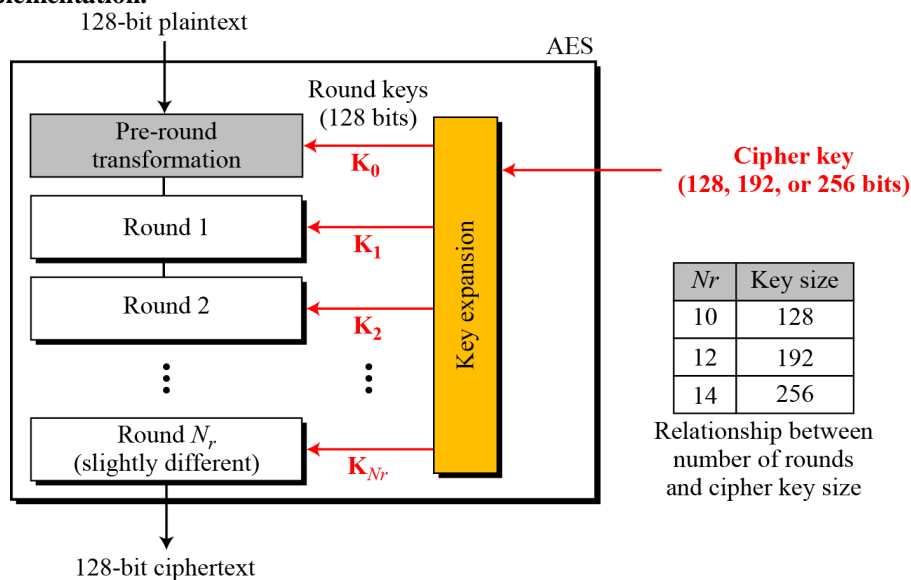 plementation.
128-bit plaintext
AES
Round keys
(128 bits)
Pre-round
transformation
K0
Cipher key
(128, 192, or 256 bits)
Round 1
K1
Key expansion
Round 2
K2
Nr Key size
10 128
12 192
14 256
Relationship between
number of rounds
and cipher key size
Round Nr
(slightly different)
KNr
128-bit ciphertext